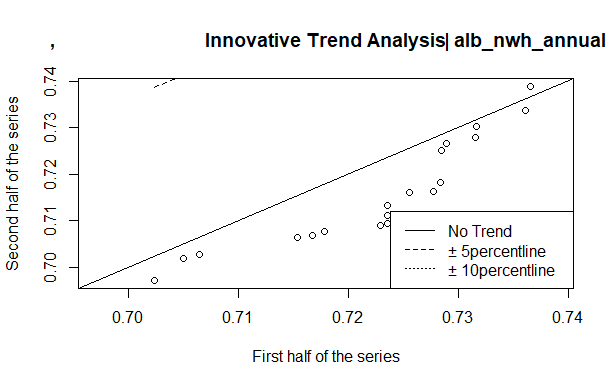 , Innovative Trend Analysis| alb_nwh_annual
Second half of the series
0.74
0.73
0.72
0.71
0.70
No Trend
± 5percentline
± 10percentline
0.70 0.71 0.72 0.73 0.74
First half of the series